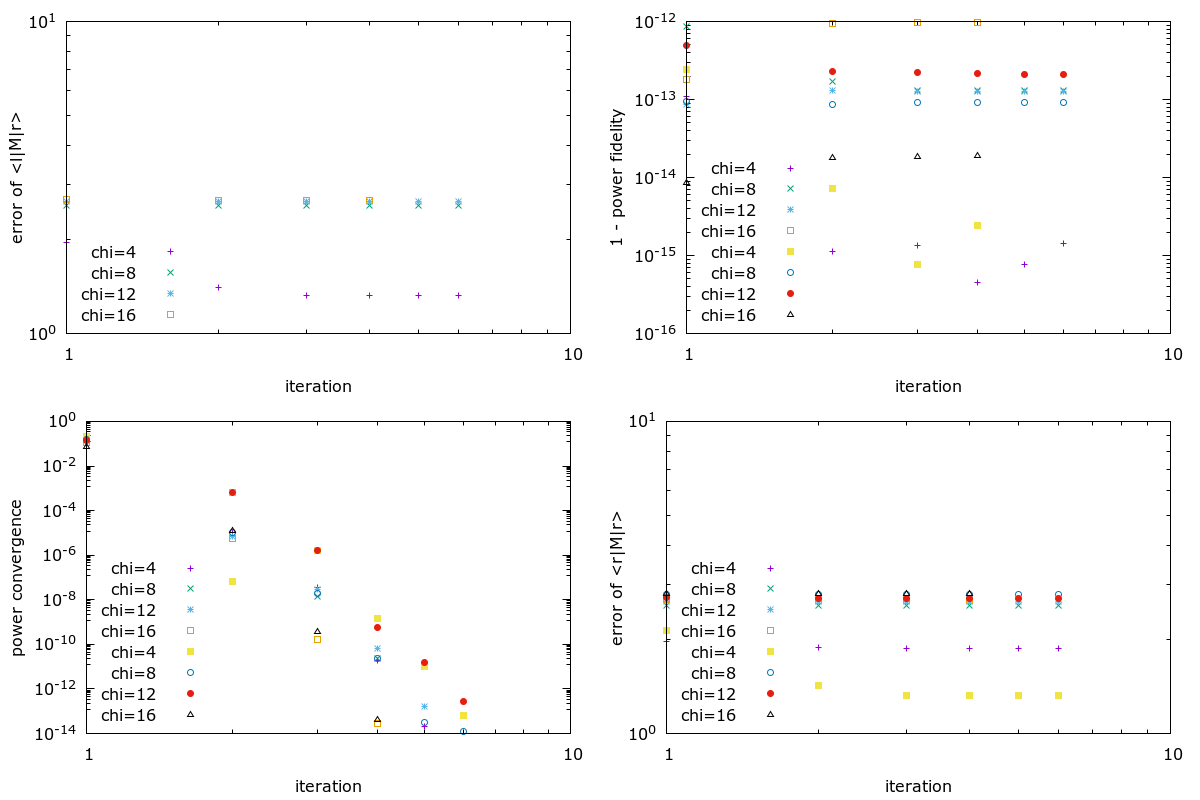 10^1
error of <l|M|r>
chi=4
chi=8
chi=12
chi=16
10^0
1
10
iteration
10^-12
10^-13
1 - power fidelity
10^-14
chi=4
chi=8
chi=12
chi=16
chi=4
10^-15
chi=8
chi=12
chi=16
10^-16
1
10
iteration
10^0
10^-2
10^-4
power convergence
10^-6
chi=4
chi=8
10^-8
chi=12
chi=16
10^-10
chi=4
chi=8
10^-12
chi=12
chi=16
10^-14
1
10
iteration
10^1
error of <r|M|r>
chi=4
chi=8
chi=12
chi=16
chi=4
chi=8
chi=12
chi=16
10^0
1
10
iteration